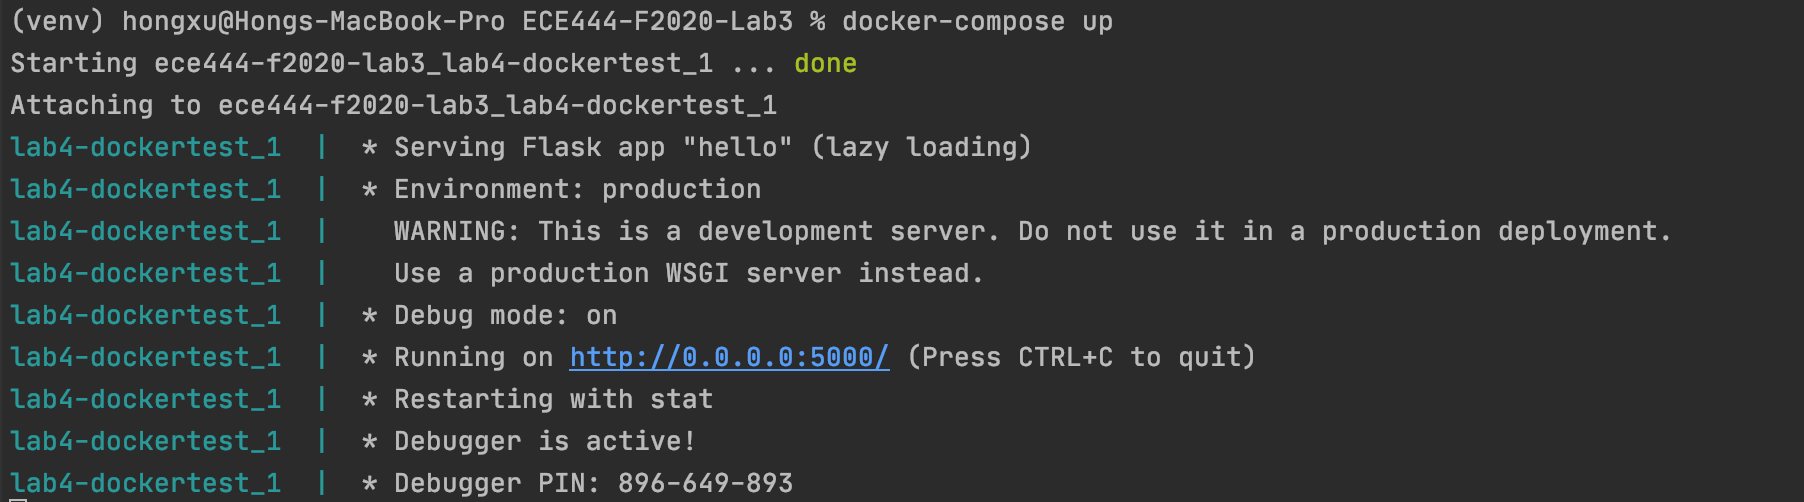 (venv) hongxu@Hongs-MacBook-Pro ECE444-F2020-Lab3 % docker-compose up
Starting ece444-f2020-lab3_lab4-dockertest_1 ... done
Attaching to ece444-f2020-lab3_lab4-dockertest_1
lab4-dockertest_1  |  * Serving Flask app "hello" (lazy loading)
lab4-dockertest_1  |  * Environment: production
lab4-dockertest_1  |    WARNING: This is a development server. Do not use it in a production deployment.
lab4-dockertest_1  |    Use a production WSGI server instead.
lab4-dockertest_1  |  * Debug mode: on
lab4-dockertest_1  |  * Running on http://0.0.0.0:5000/ (Press CTRL+C to quit)
lab4-dockertest_1  |  * Restarting with stat
lab4-dockertest_1  |  * Debugger is active!
lab4-dockertest_1  |  * Debugger PIN: 896-649-893